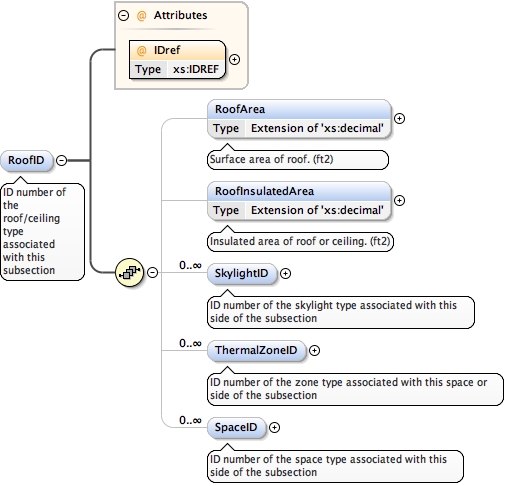 @ Attributes
@ IDref
Type xs:IDREF
RoofID
ID number of
the
roof/ceiling
type
associated
with this
subsection
RoofArea
Type Extension of 'xs:decimal'
Surface area of roof. (ft2)
RoofInsulatedArea
Type Extension of 'xs:decimal'
Insulated area of roof or ceiling. (ft2)
0..∞
SkylightID
ID number of the skylight type associated with this
side of the subsection
0..∞
ThermalZoneID
ID number of the zone type associated with this space or
side of the subsection
0..∞
SpaceID
ID number of the space type associated with this
side of the subsection